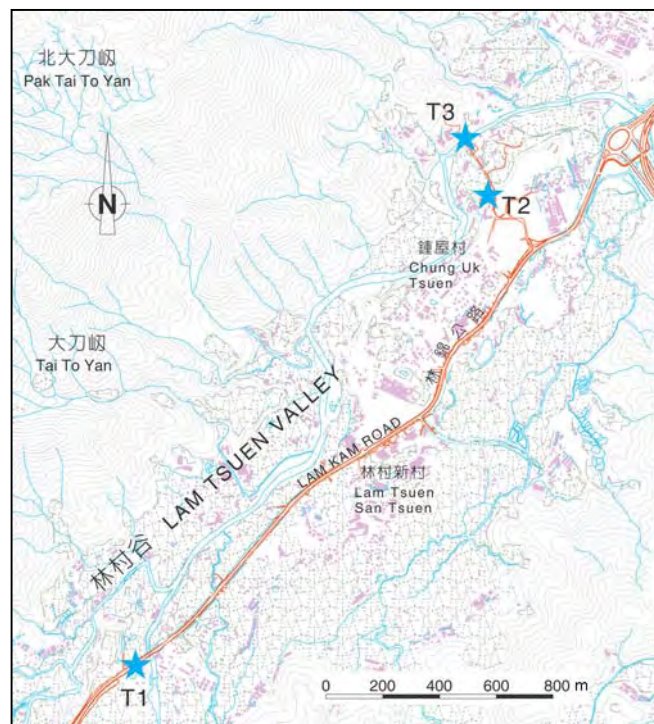 北大刀屻
Pak Tai To Yan
T3
N
T2
鍾屋村
Chung Uk
Tsuen
大刀屻
Tai To Yan
林錦公路
林村谷 LAM TSUEN VALLEY
LAM KAM ROAD
林村新村
Lam Tsuen
San Tsuen
T1
0 200 400 600 800 m